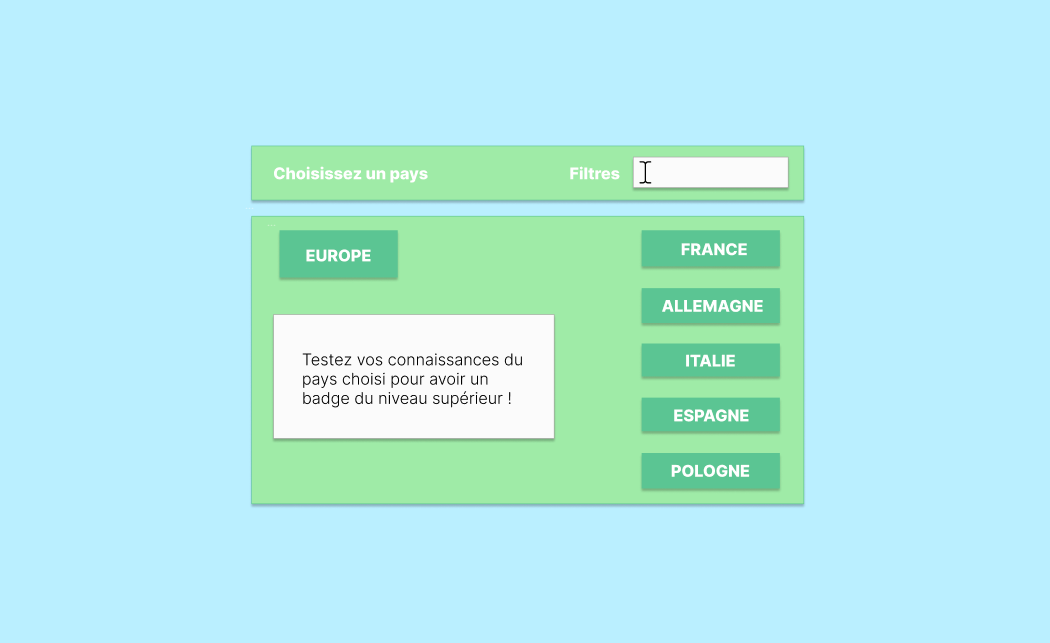 Choisissez un pays
Filtres
EUROPE
Testez vos connaissances du
pays choisi pour avoir un
badge du niveau supérieur !
FRANCE
ALLEMAGNE
ITALIE
ESPAGNE
POLOGNE